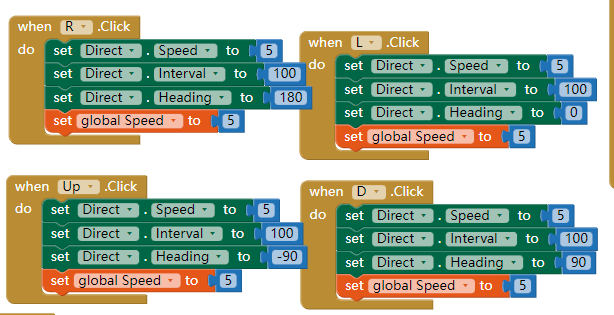 when R .Click
do set Direct . Speed to 5
set Direct . Interval to 100
set Direct . Heading to 180
set global Speed to 5
when L .Click
do set Direct . Speed to 5
set Direct . Interval to 100
set Direct . Heading to 0
set global Speed to 5
when Up .Click
do set Direct . Speed to 5
set Direct . Interval to 100
set Direct . Heading to -90
set global Speed to 5
when D .Click
do set Direct . Speed to 5
set Direct . Interval to 100
set Direct . Heading to 90
set global Speed to 5